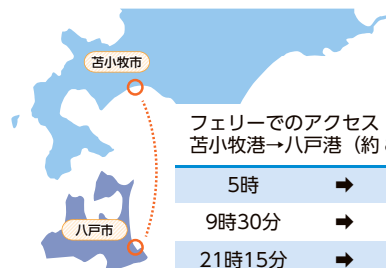 苫小牧市
フェリーでのアクセス
苫小牧港→八戸港（約
5時 ➡
9時30分 ➡
八戸市
21時15分 ➡